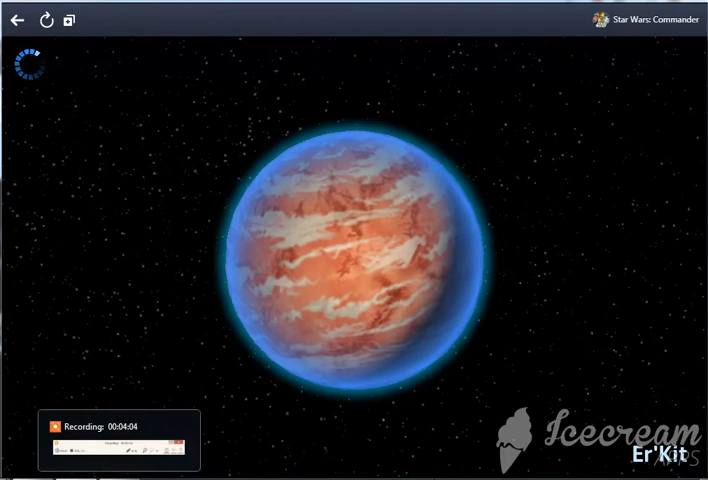 Star Wars: Commander
Recording: 00:04:04
Icecream
APPS
Er'Kit